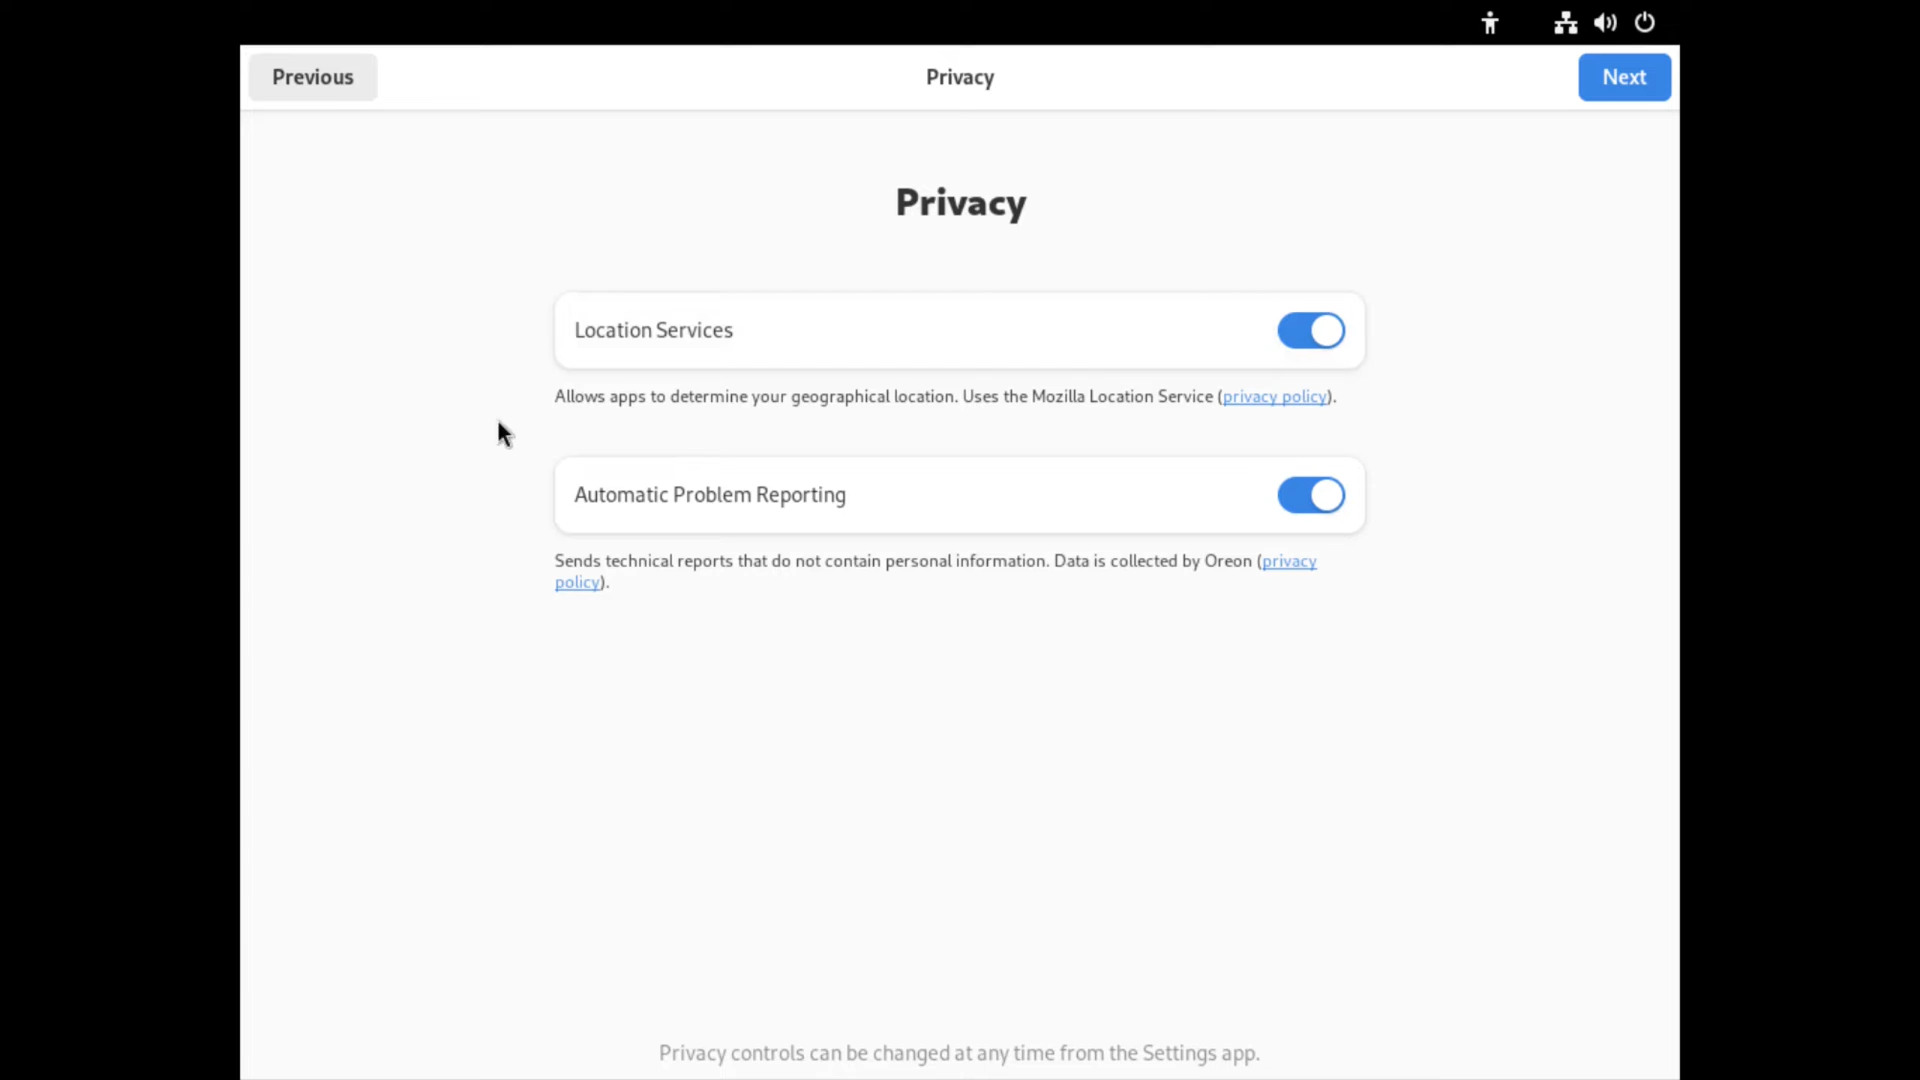 Previous
Privacy
Next
Privacy
Location Services
Allows apps to determine your geographical location. Uses the Mozilla Location Service (privacy policy).
Automatic Problem Reporting
Sends technical reports that do not contain personal information. Data is collected by Oreon (privacy
policy).
Privacy controls can be changed at any time from the Settings app.